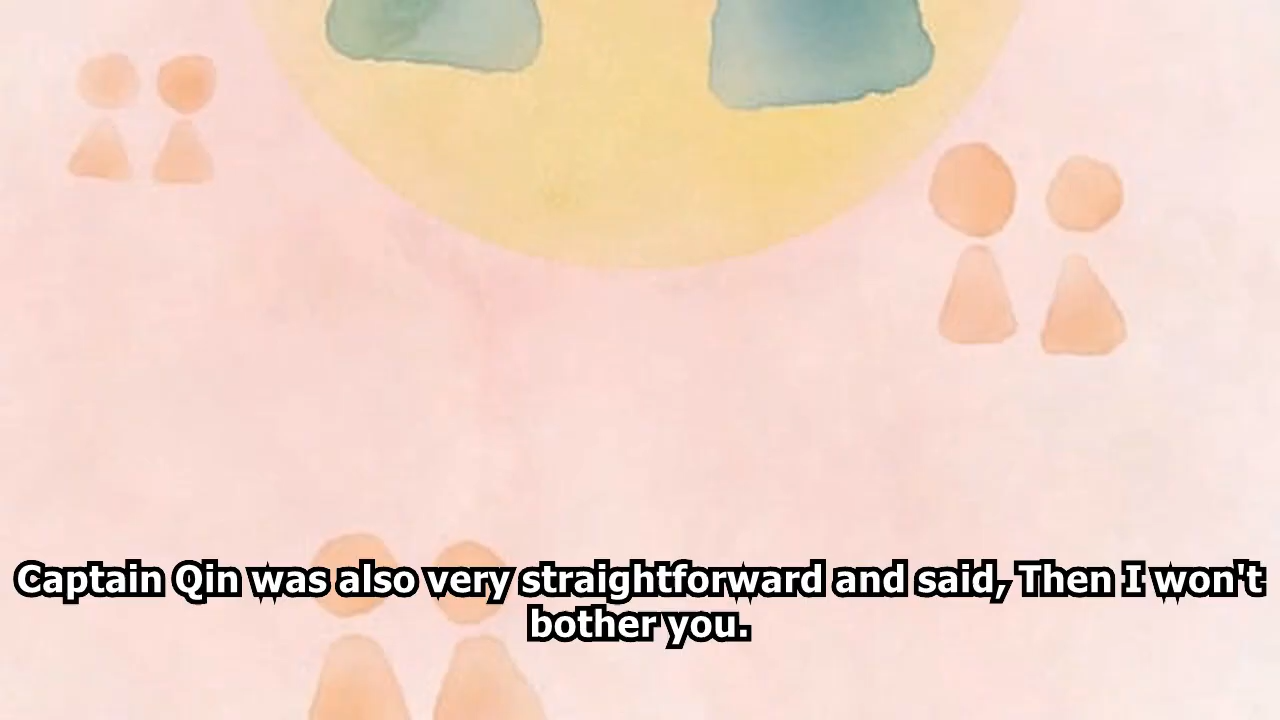 Captain Qin was also very straightforward and said, Then I won't
bother you.